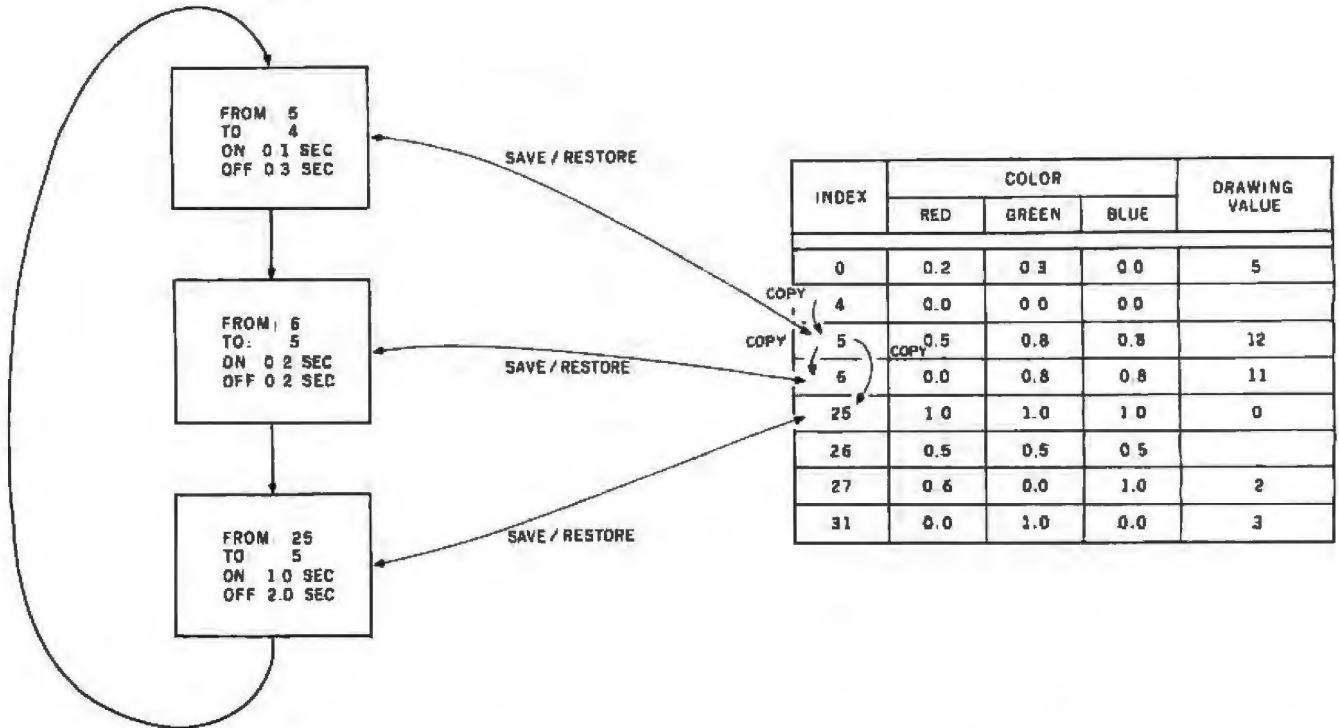 FROM: 5
TO 4
ON 0.1 SEC
OFF 0.3 SEC
SAVE / RESTORE
FROM: 6
TO: 5
ON 0.2 SEC
OFF 0.2 SEC
SAVE / RESTORE
FROM: 25
TO 5
ON 1.0 SEC
OFF 2.0 SEC
SAVE / RESTORE
INDEX COLOR DRAWING VALUE
RED GREEN BLUE
0 0.2 0.3 0.0 5
COPY
4 0.0 0.0 0.0
COPY
5 0.5 0.8 0.8 12
COPY
6 0.0 0.8 0.8 11
25 1.0 1.0 1.0 0
26 0.5 0.5 0.5
27 0.6 0.0 1.0 2
31 0.0 1.0 0.0 3